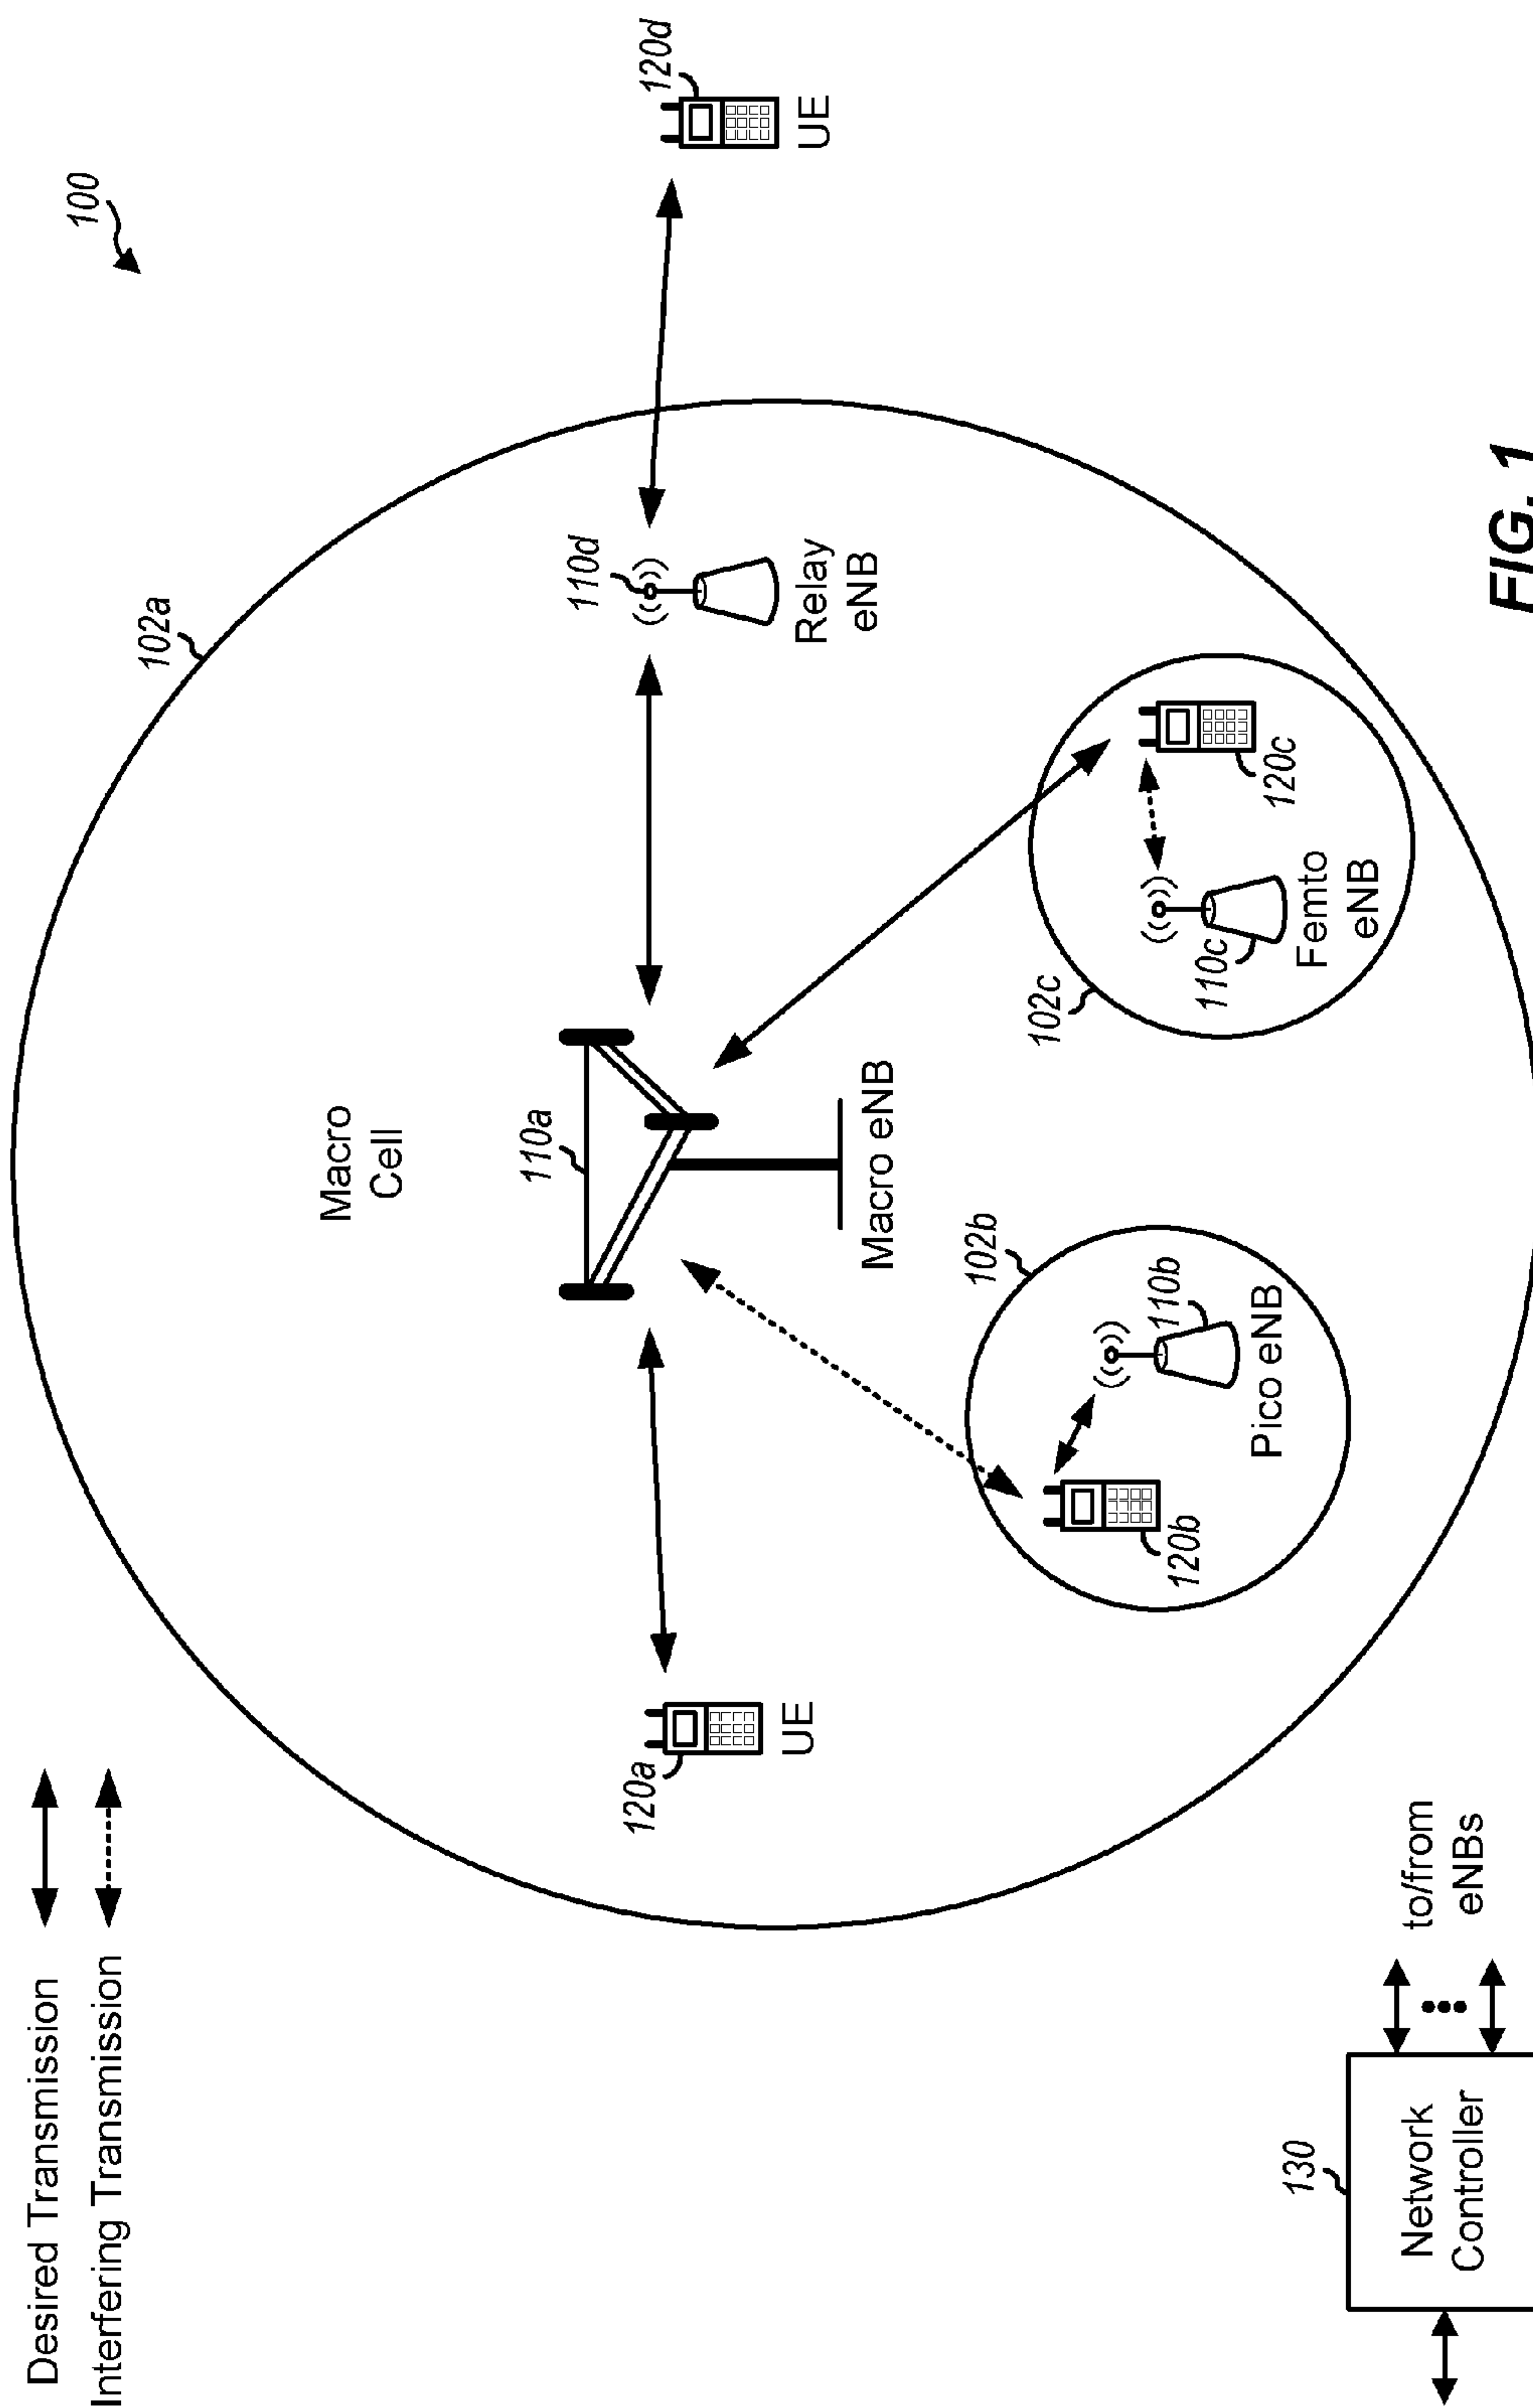 Desired Transmission
Interfering Transmission
100
102a
Macro
Cell
110a
Macro eNB
110d
Relay
eNB
120d
UE
120a
UE
102b
110b
Pico eNB
120b
102c
110c
Femto
eNB
120c
130
Network
Controller
to/from
eNBs
FIG. 1